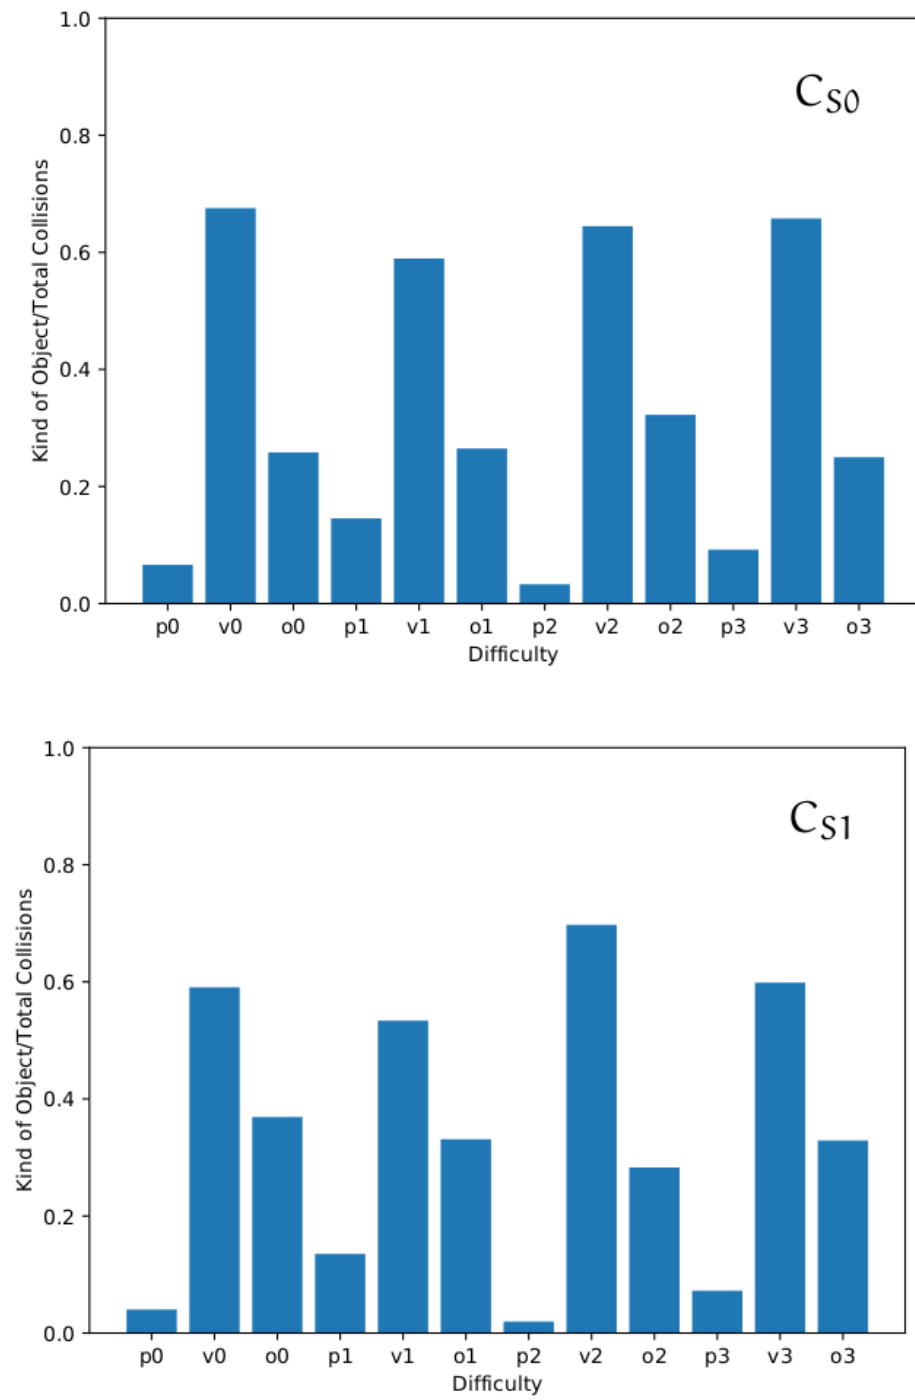 1.0
C_S0
0.8
0.6
0.4
0.2
0.0
Kind of Object/Total Collisions
p0 v0 o0 p1 v1 o1 p2 v2 o2 p3 v3 o3
Difficulty
1.0
C_S1
0.8
0.6
0.4
0.2
0.0
Kind of Object/Total Collisions
p0 v0 o0 p1 v1 o1 p2 v2 o2 p3 v3 o3
Difficulty